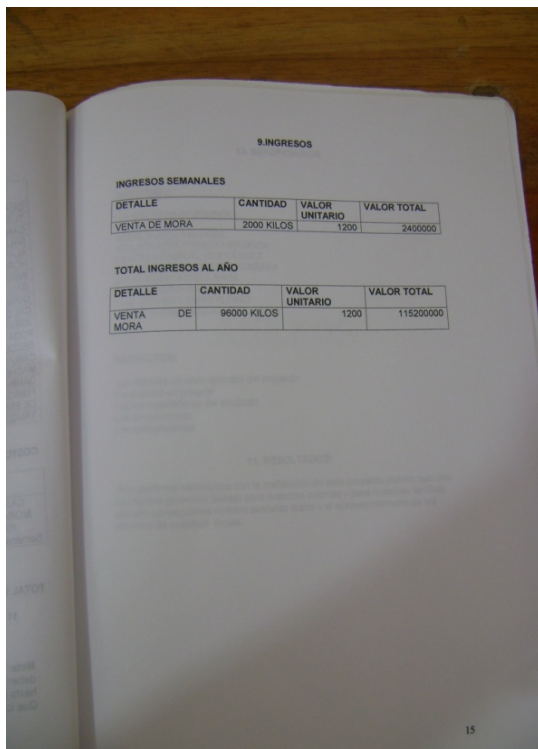 9.INGRESOS
INGRESOS SEMANALES
DETALLE CANTIDAD VALOR UNITARIO VALOR TOTAL
VENTA DE MORA 2000 KILOS 1200 2400000
TOTAL INGRESOS AL AÑO
DETALLE CANTIDAD VALOR UNITARIO VALOR TOTAL
VENTA DE MORA 96000 KILOS 1200 115200000
15